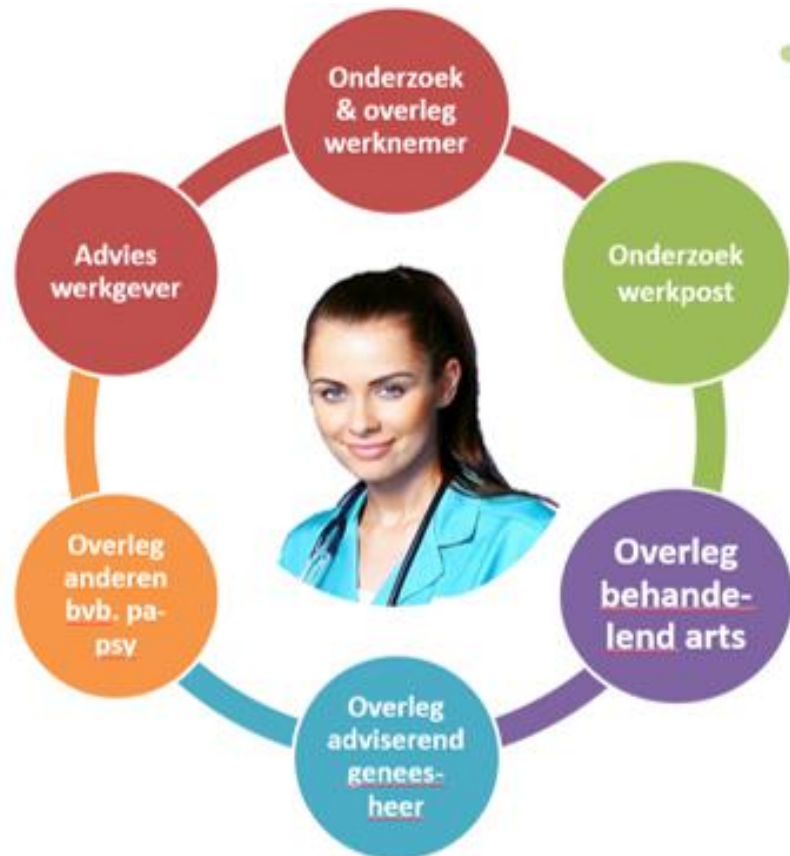 Onderzoek
& overleg
werknemer
Onderzoek
werkpost
Overleg
behande-
lend arts
Overleg
adviserend
genees-
heer
Overleg
anderen
bvb. pa-
psy
Advies
werkgever